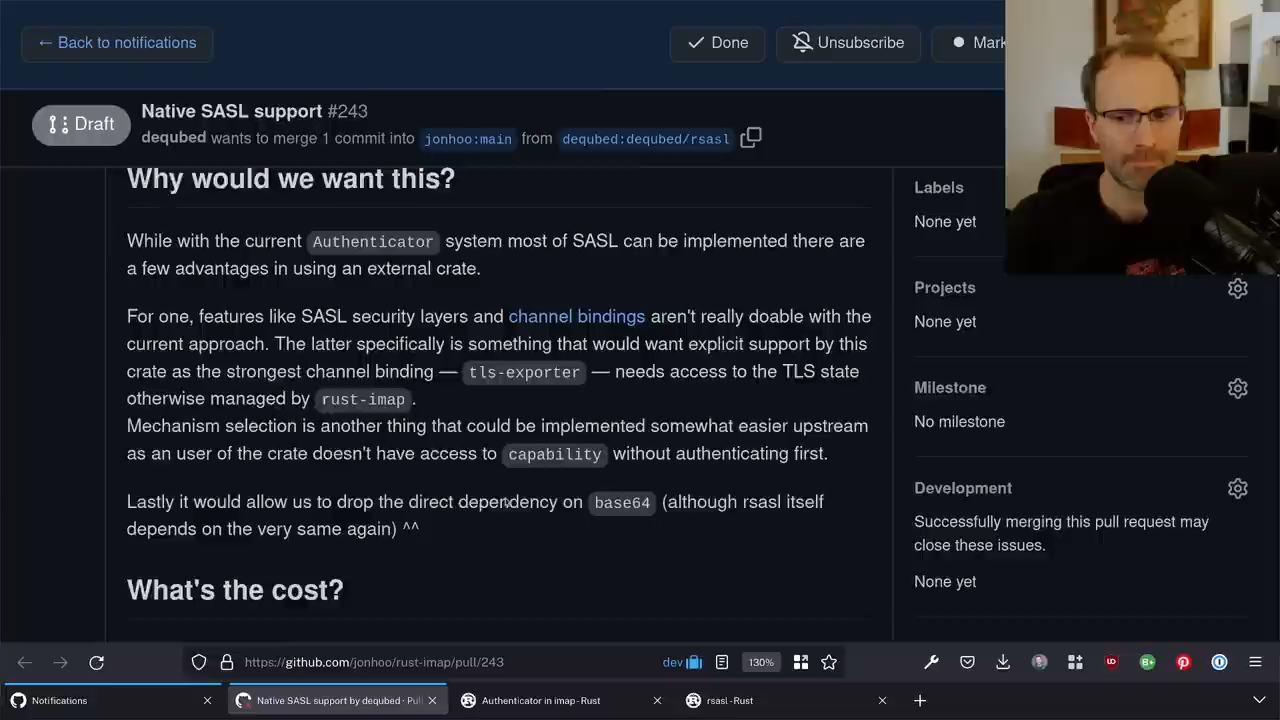 ← Back to notifications
Done
Unsubscribe
Mark
Draft
Native SASL support #243
dequbed wants to merge 1 commit into jonhoo:main from dequbed:dequbed/rsasl
Why would we want this?
While with the current Authenticator system most of SASL can be implemented there are
a few advantages in using an external crate.
For one, features like SASL security layers and channel bindings aren't really doable with the
current approach. The latter specifically is something that would want explicit support by this
crate as the strongest channel binding — tls-exporter — needs access to the TLS state
otherwise managed by rust-imap.
Mechanism selection is another thing that could be implemented somewhat easier upstream
as an user of the crate doesn't have access to capability without authenticating first.
Lastly it would allow us to drop the direct dependency on base64 (although rsasl itself
depends on the very same again) ^^
What's the cost?
Labels
None yet
Projects
None yet
Milestone
No milestone
Development
Successfully merging this pull request may
close these issues.
None yet
https://github.com/jonhoo/rust-imap/pull/243
dev
130%
Notifications
Native SASL support by dequbed · Pull
Authenticator in imap - Rust
rsasl - Rust